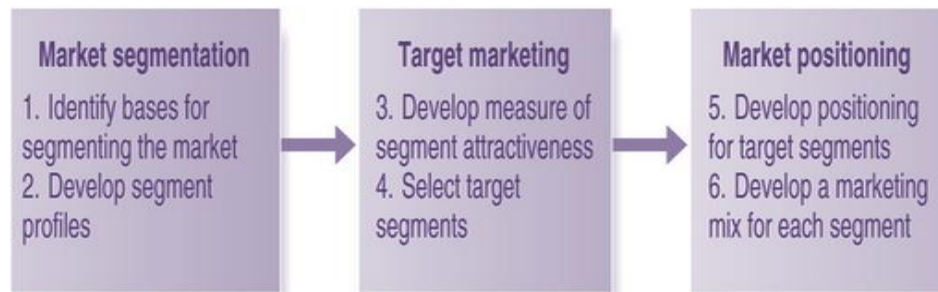 Market segmentation
1. Identify bases for
segmenting the market
2. Develop segment
profiles
Target marketing
3. Develop measure of
segment attractiveness
4. Select target
segments
Market positioning
5. Develop positioning
for target segments
6. Develop a marketing
mix for each segment